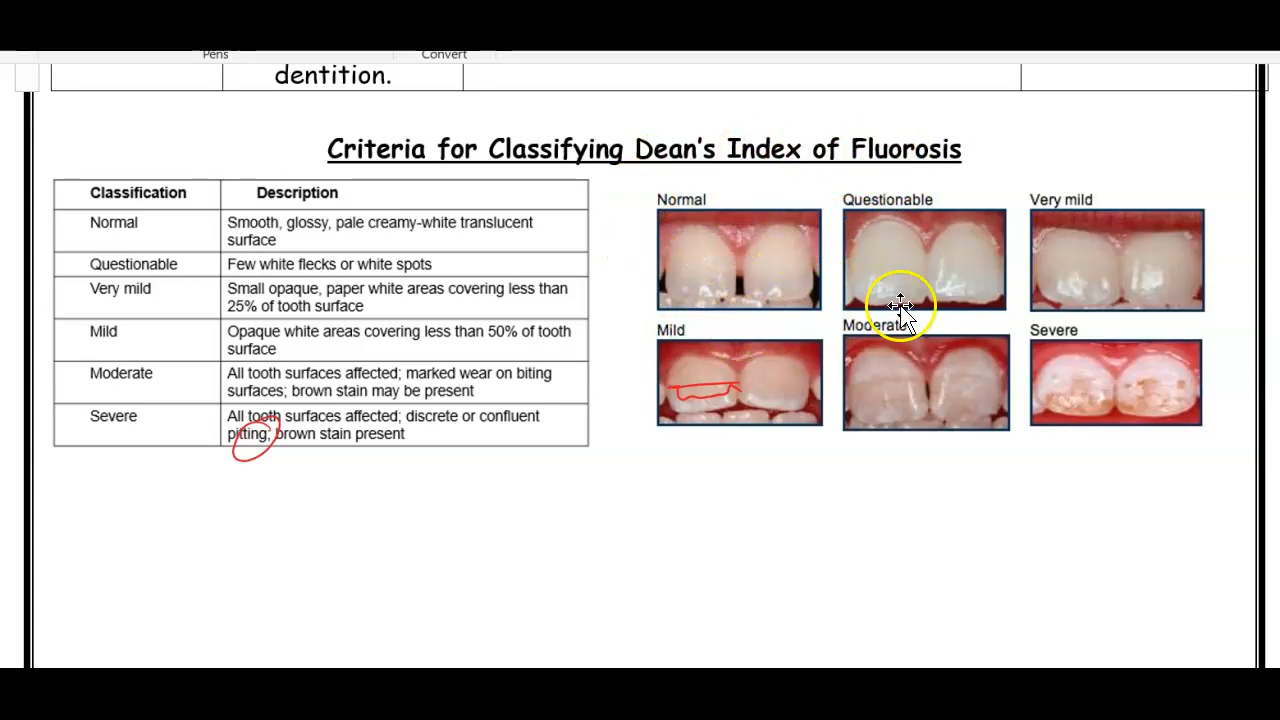 Pens Convert
dentition.
Criteria for Classifying Dean's Index of Fluorosis
Classification Description
Normal Smooth, glossy, pale creamy-white translucent
surface
Questionable Few white flecks or white spots
Very mild Small opaque, paper white areas covering less than
25% of tooth surface
Mild Opaque white areas covering less than 50% of tooth
surface
Moderate All tooth surfaces affected; marked wear on biting
surfaces; brown stain may be present
Severe All tooth surfaces affected; discrete or confluent
pitting; brown stain present
Normal Questionable Very mild
Mild Moderate Severe